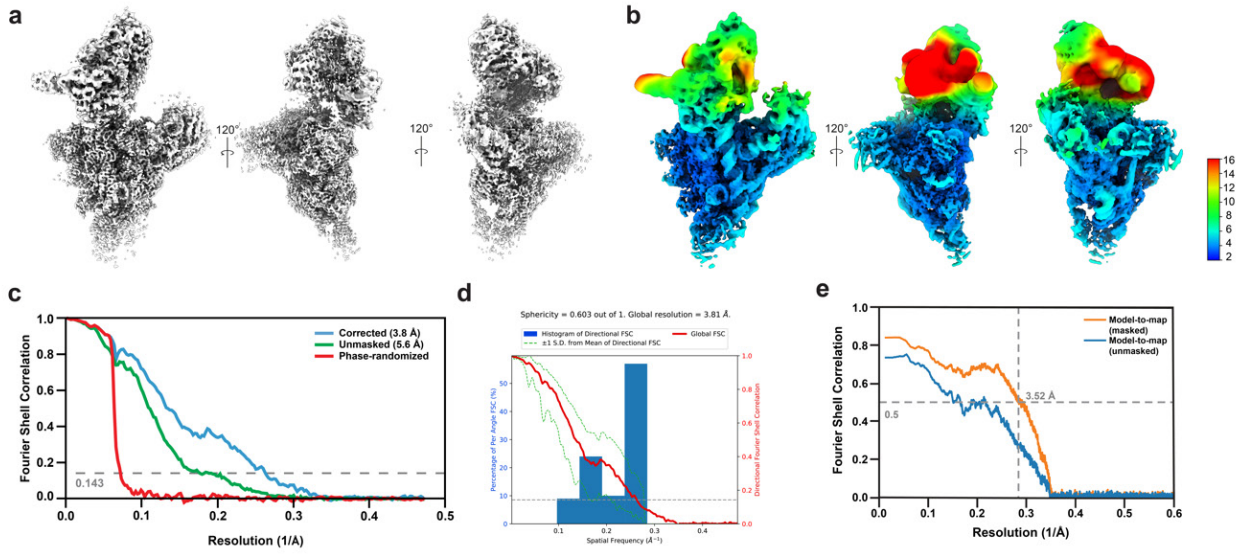 a
120°
120°
b
120°
120°
16
14
12
10
8
6
4
2
c
Fourier Shell Correlation
1.0
0.8
0.6
0.4
0.2
0.0
0.143
Corrected (3.8 Å)
Unmasked (5.6 Å)
Phase-randomized
0.0
0.1
0.2
0.3
0.4
0.5
Resolution (1/Å)
d
Sphericity = 0.603 out of 1. Global resolution = 3.81 Å.
Histogram of Directional FSC
±1 S.D. from Mean of Directional FSC
Global FSC
Percentage of Per Angle FSC (%)
50
40
30
20
10
0
1.0
0.8
0.6
0.4
0.2
0.0
Directional Fourier Shell Correlation
0.1
0.2
0.3
0.4
Spatial Frequency (Å⁻¹)
e
Fourier Shell Correlation
1.0
0.8
0.6
0.4
0.2
0.0
Model-to-map
(masked)
Model-to-map
(unmasked)
3.52 Å
0.5
0.0
0.1
0.2
0.3
0.4
0.5
0.6
Resolution (1/Å)